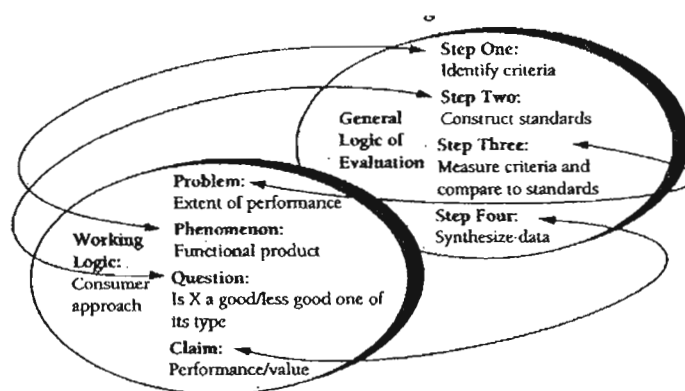 Step One:
Identify criteria
Step Two:
Construct standards
General
Logic of
Evaluation
Step Three:
Measure criteria and
compare to standards
Step Four:
Synthesize data
Working
Logic:
Consumer
approach
Problem:
Extent of performance
Phenomenon:
Functional product
Question:
Is X a good/less good one of
its type
Claim:
Performance/value